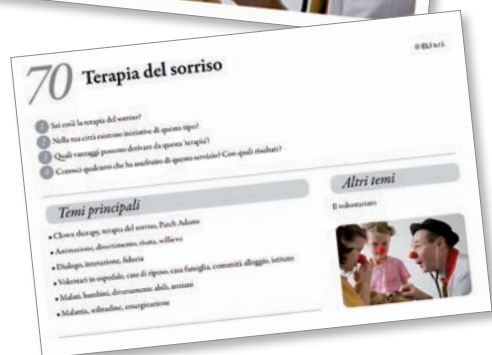 © ELI s.r.l.
70 Terapia del sorriso
1 Sai cos'è la terapia del sorriso?
2 Nella tua città esistono iniziative di questo tipo?
3 Quali vantaggi possono derivare da questa 'terapia'?
4 Conosci qualcuno che ha usufruito di questo servizio? Con quali risultati?
Temi principali
• Clown therapy, terapia del sorriso, Patch Adams
• Animazione, divertimento, risata, sollievo
• Dialogo, interazione, fiducia
• Volontari in ospedale, casa di riposo, casa famiglia, comunità alloggio, istituto
• Malati, bambini, diversamente abili, anziani
• Malattia, solitudine, emarginazione
Altri temi
Il volontariato